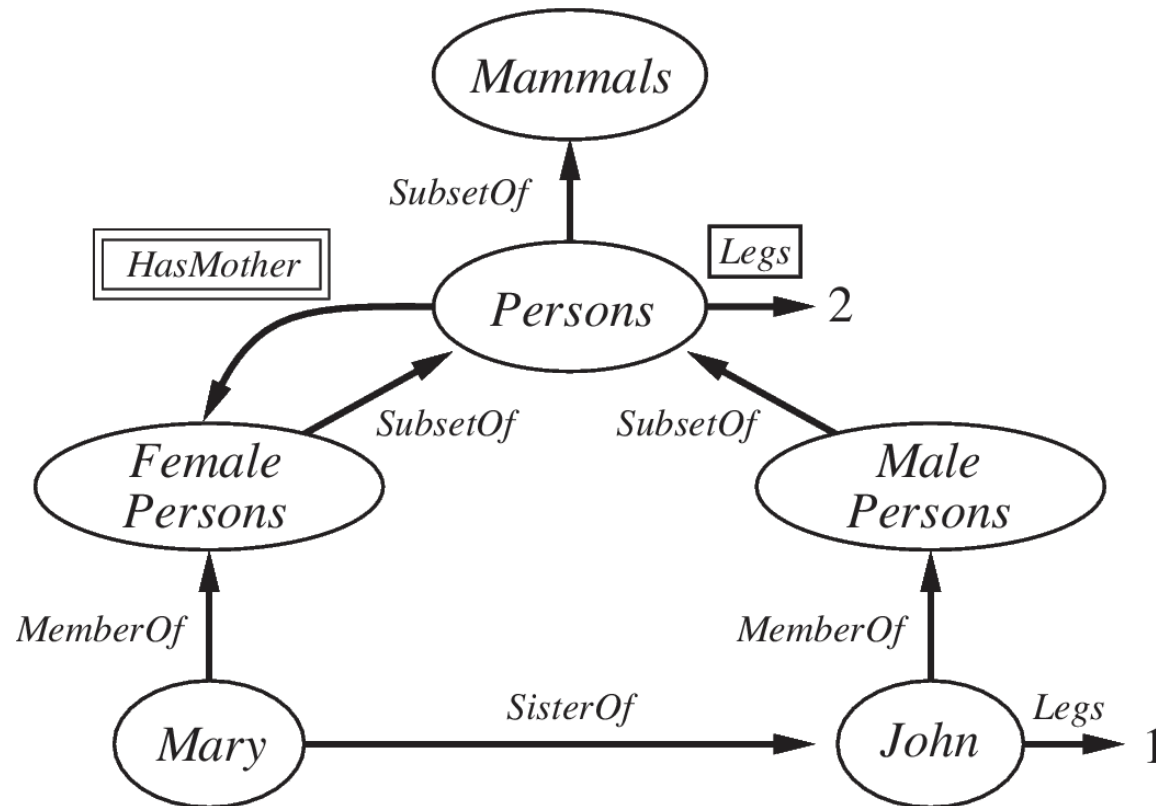 Mammals
SubsetOf
HasMother
Legs
Persons
2
SubsetOf
SubsetOf
Female
Persons
Male
Persons
MemberOf
MemberOf
SisterOf
Legs
Mary
John
1